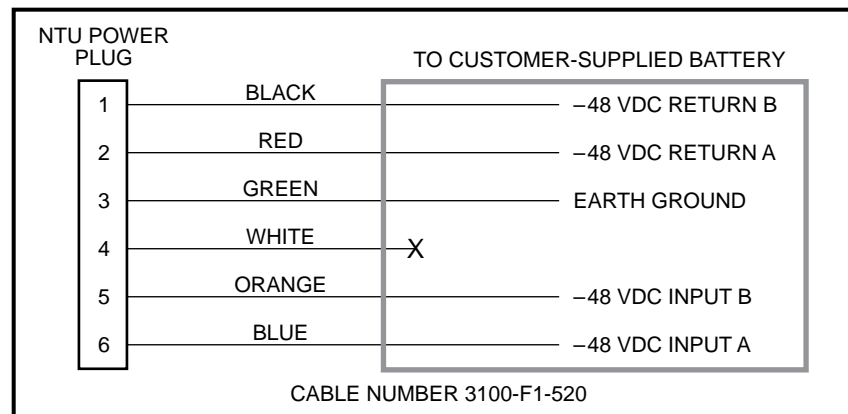 NTU POWER
PLUG
TO CUSTOMER-SUPPLIED BATTERY
1 BLACK –48 VDC RETURN B
2 RED –48 VDC RETURN A
3 GREEN EARTH GROUND
4 WHITE X
5 ORANGE –48 VDC INPUT B
6 BLUE –48 VDC INPUT A
CABLE NUMBER 3100-F1-520